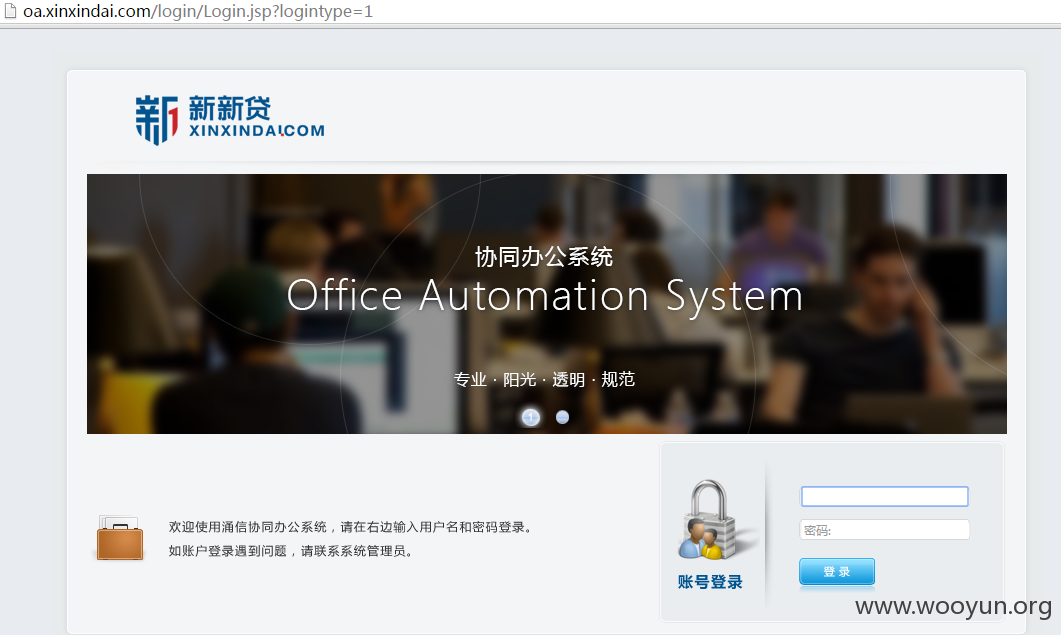 oa.xinxindai.com/login/Login.jsp?logintype=1
新新贷
XINXINDAI.COM
协同办公系统
Office Automation System
专业 · 阳光 · 透明 · 规范
欢迎使用涌信协同办公系统，请在右边输入用户名和密码登录。
如账户登录遇到问题，请联系系统管理员。
密码:
登 录
账号登录
www.wooyun.org